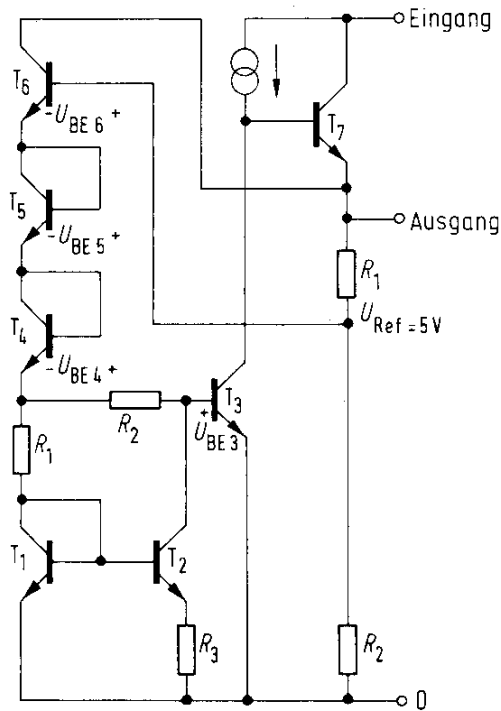 Eingang
T6
-UBE6+
T7
T5
-UBE5+
Ausgang
R1
URef=5V
T4
-UBE4+
R2
T3
+
UBE3
R1
T1
T2
R3
R2
0